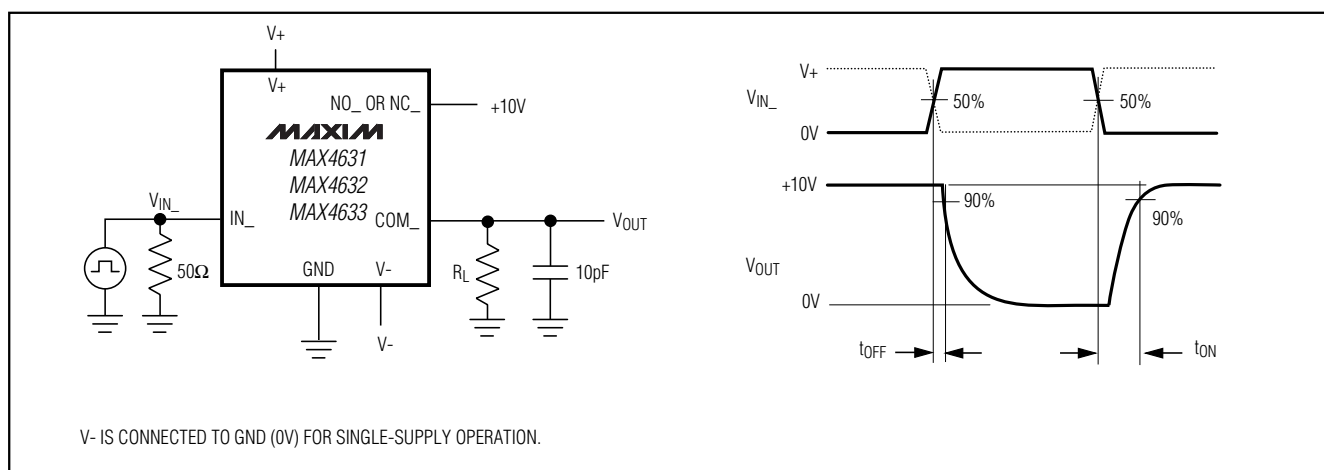 V+
V+
NO_ OR NC_
+10V
MAXIM
MAX4631
MAX4632
MAX4633
V_IN_
IN_
COM_
V_OUT
50Ω
GND
V-
R_L
10pF
V-
V- IS CONNECTED TO GND (0V) FOR SINGLE-SUPPLY OPERATION.
V+
V_IN_
50%
50%
0V
+10V
90%
90%
V_OUT
0V
t_OFF
t_ON